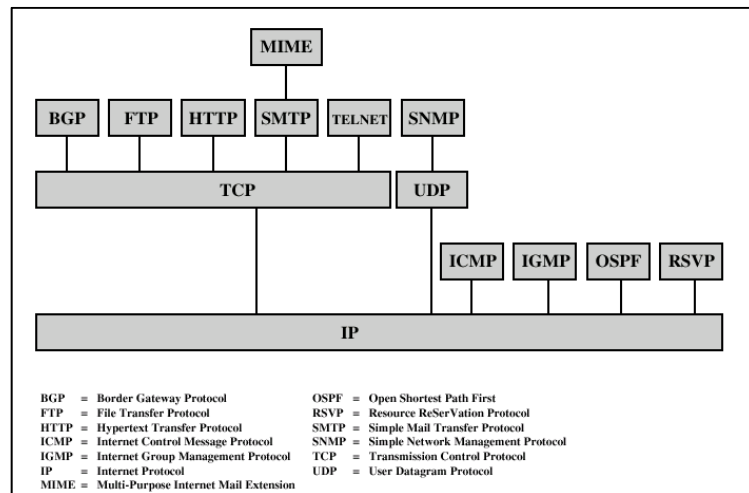 MIME
BGP FTP HTTP SMTP TELNET SNMP
TCP UDP
ICMP IGMP OSPF RSVP
IP
BGP = Border Gateway Protocol
FTP = File Transfer Protocol
HTTP = Hypertext Transfer Protocol
ICMP = Internet Control Message Protocol
IGMP = Internet Group Management Protocol
IP = Internet Protocol
MIME = Multi-Purpose Internet Mail Extension
OSPF = Open Shortest Path First
RSVP = Resource ReSerVation Protocol
SMTP = Simple Mail Transfer Protocol
SNMP = Simple Network Management Protocol
TCP = Transmission Control Protocol
UDP = User Datagram Protocol